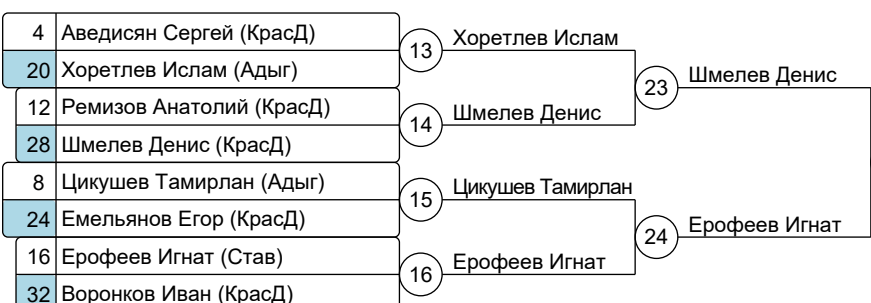 4 Аведисян Сергей (КрасД)
20 Хоретлев Ислам (Адыг)
12 Ремизов Анатолий (КрасД)
28 Шмелев Денис (КрасД)
8 Цикушев Тамирлан (Адыг)
24 Емельянов Егор (КрасД)
16 Ерофеев Игнат (Став)
32 Воронков Иван (КрасД)
13 Хоретлев Ислам
14 Шмелев Денис
15 Цикушев Тамирлан
16 Ерофеев Игнат
23 Шмелев Денис
24 Ерофеев Игнат